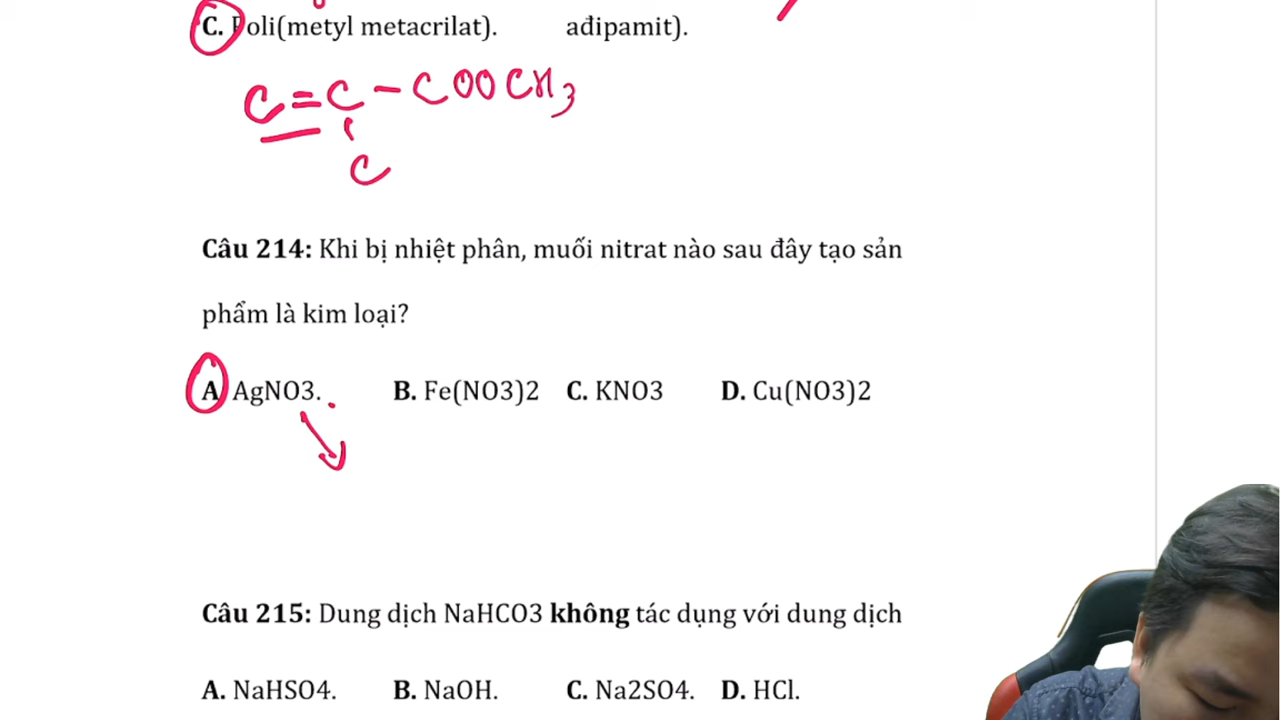 C. Poli(metyl metacrilat). ađipamit).
C=C-COOCH3
C
Câu 214: Khi bị nhiệt phân, muối nitrat nào sau đây tạo sản
phẩm là kim loại?
A AgNO3. B. Fe(NO3)2 C. KNO3 D. Cu(NO3)2
Câu 215: Dung dịch NaHCO3 không tác dụng với dung dịch
A. NaHSO4. B. NaOH. C. Na2SO4. D. HCl.